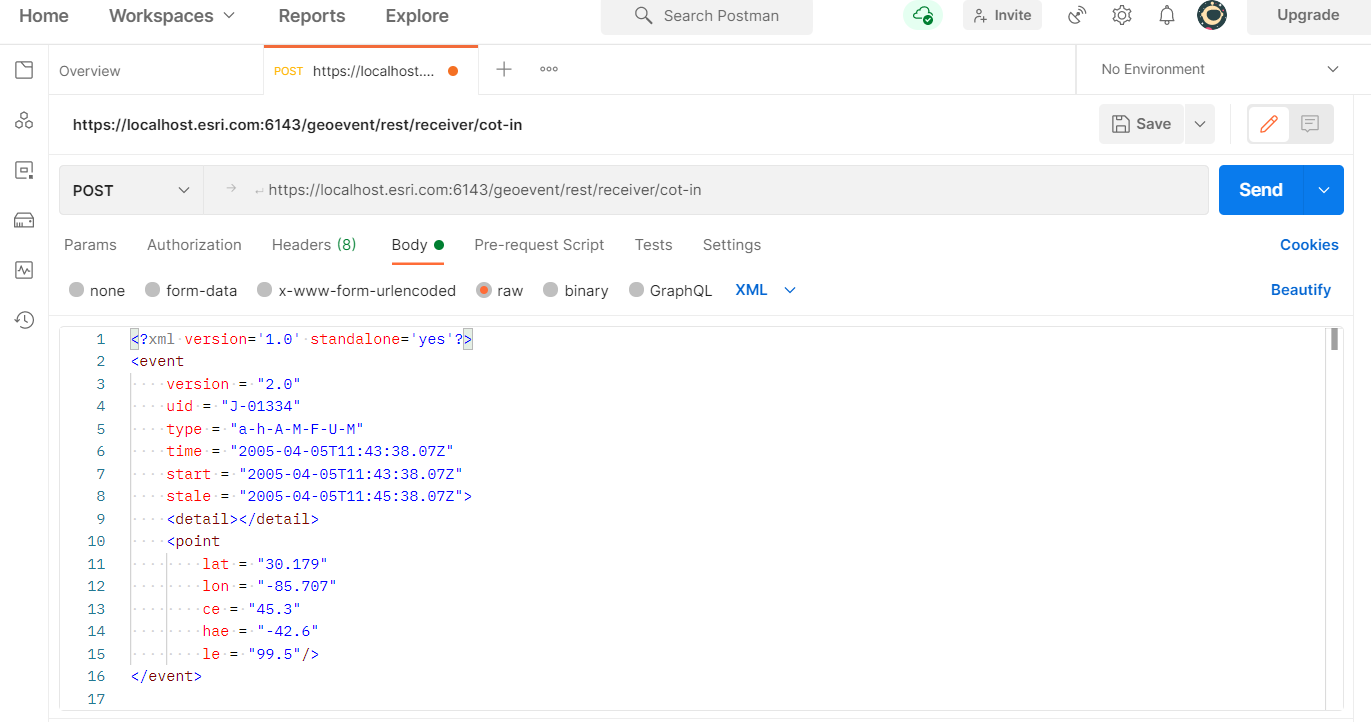 Home Workspaces Reports Explore Search Postman Invite Upgrade
Overview POST https://localhost.... No Environment
https://localhost.esri.com:6143/geoevent/rest/receiver/cot-in Save
POST https://localhost.esri.com:6143/geoevent/rest/receiver/cot-in Send
Params Authorization Headers (8) Body Pre-request Script Tests Settings Cookies
none form-data x-www-form-urlencoded raw binary GraphQL XML Beautify
1 <?xml version='1.0' standalone='yes'?>
2 <event
3 version = "2.0"
4 uid = "J-01334"
5 type = "a-h-A-M-F-U-M"
6 time = "2005-04-05T11:43:38.07Z"
7 start = "2005-04-05T11:43:38.07Z"
8 stale = "2005-04-05T11:45:38.07Z">
9 <detail></detail>
10 <point
11 lat = "30.179"
12 lon = "-85.707"
13 ce = "45.3"
14 hae = "-42.6"
15 le = "99.5"/>
16 </event>
17